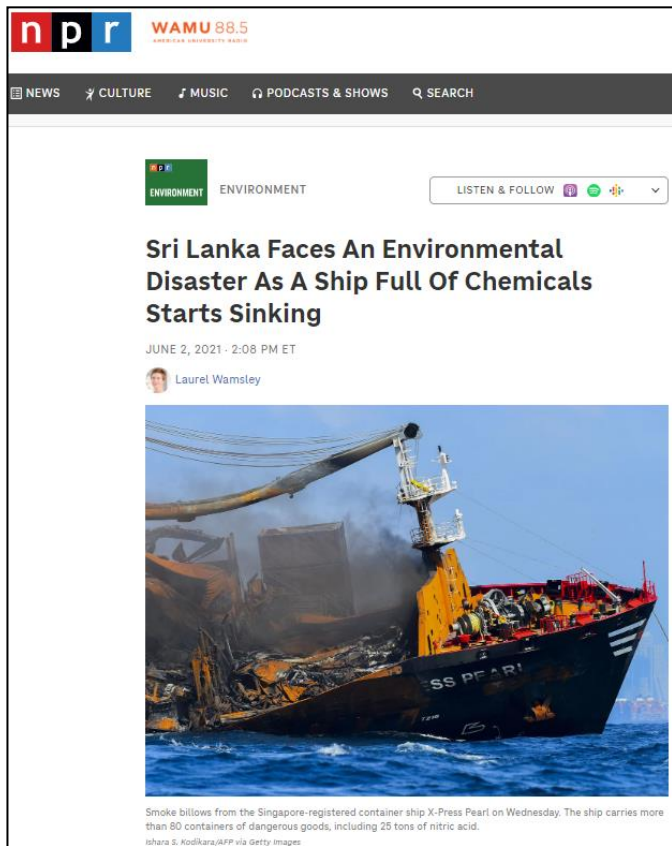 npr
WAMU 88.5
AMERICAN UNIVERSITY RADIO
NEWS CULTURE MUSIC PODCASTS & SHOWS SEARCH
npr
ENVIRONMENT
ENVIRONMENT
LISTEN & FOLLOW
Sri Lanka Faces An Environmental
Disaster As A Ship Full Of Chemicals
Starts Sinking
JUNE 2, 2021 · 2:08 PM ET
Laurel Wamsley
ESS PEARL
Smoke billows from the Singapore-registered container ship X-Press Pearl on Wednesday. The ship carries more
than 80 containers of dangerous goods, including 25 tons of nitric acid.
Ishara S. Kodikara/AFP via Getty Images